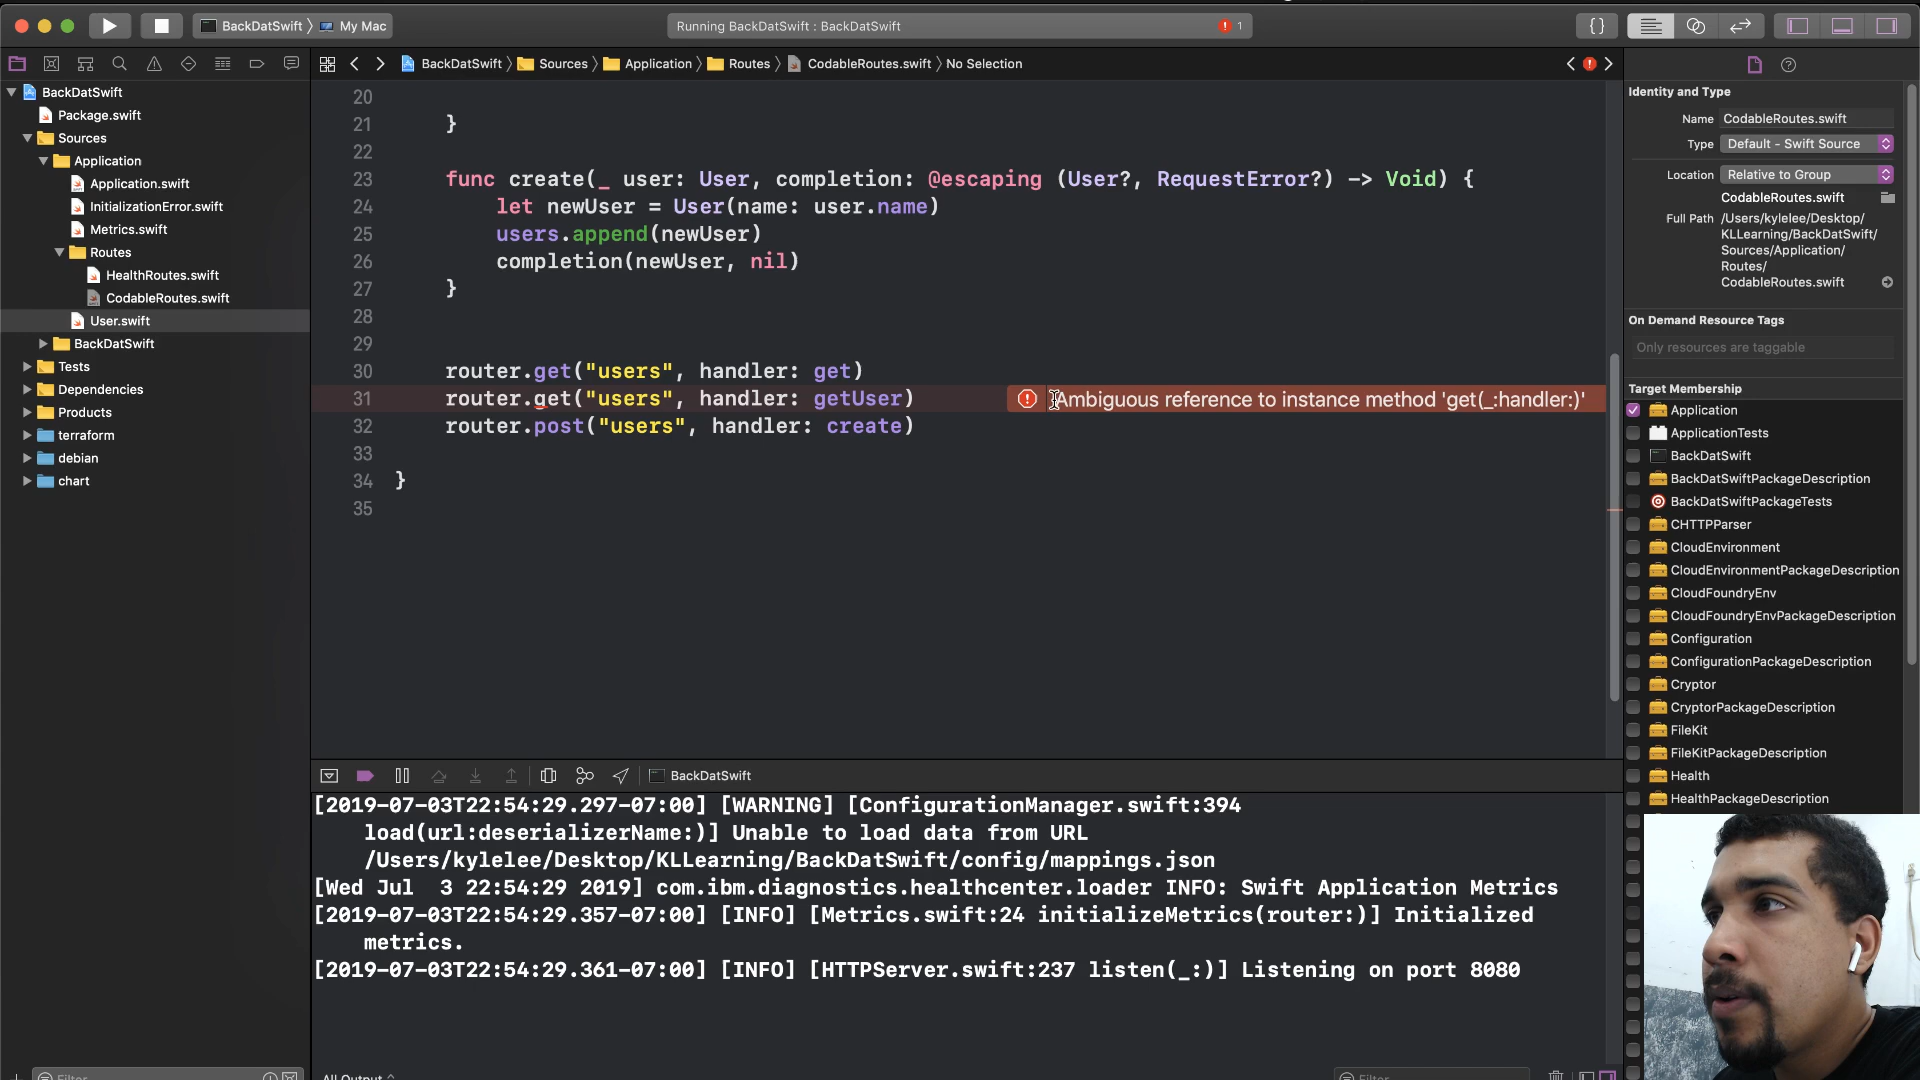 BackDatSwift
My Mac
Running BackDatSwift : BackDatSwift
1
BackDatSwift
Package.swift
Sources
Application
Application.swift
InitializationError.swift
Metrics.swift
Routes
HealthRoutes.swift
CodableRoutes.swift
User.swift
BackDatSwift
Tests
Dependencies
Products
terraform
debian
chart
BackDatSwift
Sources
Application
Routes
CodableRoutes.swift
No Selection
20
21 }
22
23 func create(_ user: User, completion: @escaping (User?, RequestError?) -> Void) {
24 let newUser = User(name: user.name)
25 users.append(newUser)
26 completion(newUser, nil)
27 }
28
29
30 router.get("users", handler: get)
31 router.get("users", handler: getUser)
Ambiguous reference to instance method 'get(_:handler:)'
32 router.post("users", handler: create)
33
34 }
35
BackDatSwift
[2019-07-03T22:54:29.297-07:00] [WARNING] [ConfigurationManager.swift:394
load(url:deserializerName:)] Unable to load data from URL
/Users/kylelee/Desktop/KLLearning/BackDatSwift/config/mappings.json
[Wed Jul  3 22:54:29 2019] com.ibm.diagnostics.healthcenter.loader INFO: Swift Application Metrics
[2019-07-03T22:54:29.357-07:00] [INFO] [Metrics.swift:24 initializeMetrics(router:)] Initialized
metrics.
[2019-07-03T22:54:29.361-07:00] [INFO] [HTTPServer.swift:237 listen(_:)] Listening on port 8080
Identity and Type
Name CodableRoutes.swift
Type Default - Swift Source
Location Relative to Group
CodableRoutes.swift
Full Path /Users/kylelee/Desktop/
KLLearning/BackDatSwift/
Sources/Application/
Routes/
CodableRoutes.swift
On Demand Resource Tags
Only resources are taggable
Target Membership
Application
ApplicationTests
BackDatSwift
BackDatSwiftPackageDescription
BackDatSwiftPackageTests
CHTTPParser
CloudEnvironment
CloudEnvironmentPackageDescription
CloudFoundryEnv
CloudFoundryEnvPackageDescription
Configuration
ConfigurationPackageDescription
Cryptor
CryptorPackageDescription
FileKit
FileKitPackageDescription
Health
HealthPackageDescription
Filter
All Output
Filter